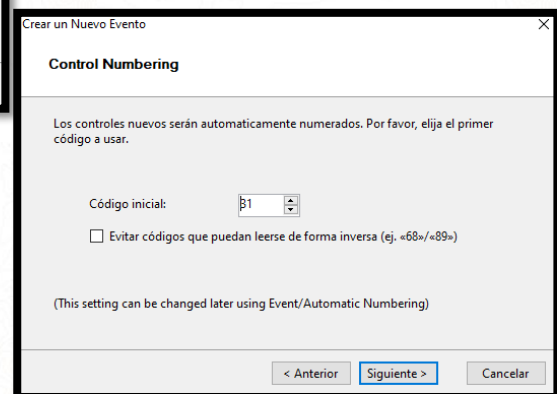 Crear un Nuevo Evento
Control Numbering
Los controles nuevos serán automaticamente numerados. Por favor, elija el primer
código a usar.
Código inicial: 31
Evitar códigos que puedan leerse de forma inversa (ej. «68»/«89»)
(This setting can be changed later using Event/Automatic Numbering)
< Anterior Siguiente > Cancelar